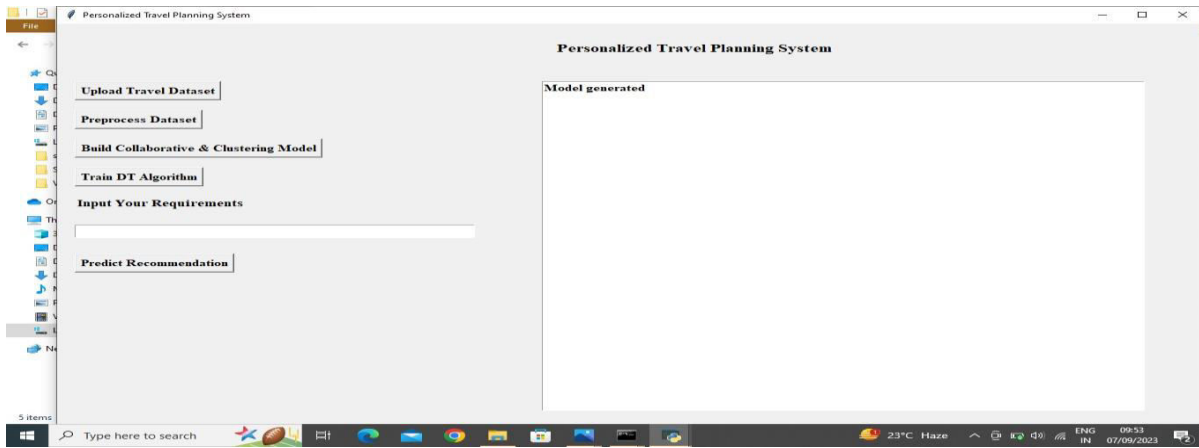 Personalized Travel Planning System
File
Personalized Travel Planning System
Upload Travel Dataset
Model generated
Preprocess Dataset
Build Collaborative & Clustering Model
Train DT Algorithm
Input Your Requirements
Predict Recommendation
5 items
Type here to search
23°C Haze
ENG
IN
09:53
07/09/2023